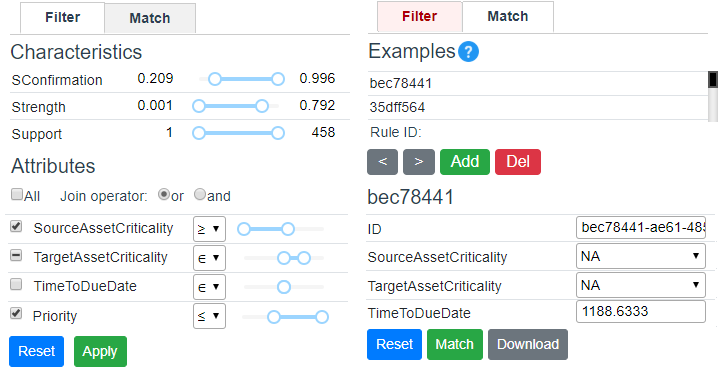 Filter Match
Characteristics
SConfirmation 0.209 0.996
Strength 0.001 0.792
Support 1 458
Attributes
All Join operator: or and
SourceAssetCriticality ≥ ▼
TargetAssetCriticality ∈ ▼
TimeToDueDate ∈ ▼
Priority ≤ ▼
Reset Apply
Filter Match
Examples ?
bec78441
35dff564
Rule ID:
< > Add Del
bec78441
ID bec78441-ae61-485
SourceAssetCriticality NA ▼
TargetAssetCriticality NA ▼
TimeToDueDate 1188.6333
Reset Match Download